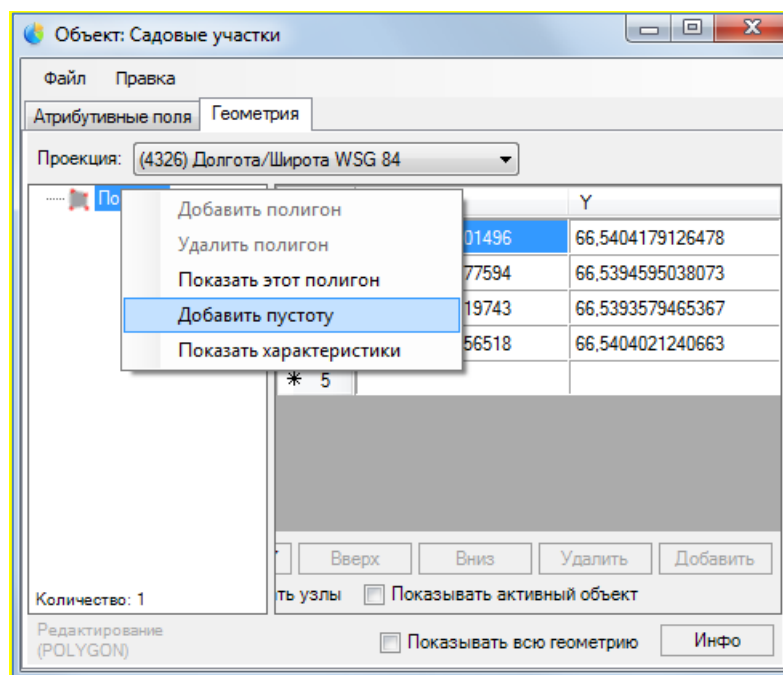 Объект: Садовые участки
Файл Правка
Атрибутивные поля Геометрия
Проекция: (4326) Долгота/Широта WSG 84
По
Y
Добавить полигон
Удалить полигон
Показать этот полигон
Добавить пустоту
Показать характеристики
01496 66,5404179126478
77594 66,5394595038073
19743 66,5393579465367
56518 66,5404021240663
* 5
Вверх Вниз Удалить Добавить
Количество: 1
ть узлы Показывать активный объект
Редактирование
(POLYGON)
Показывать всю геометрию Инфо